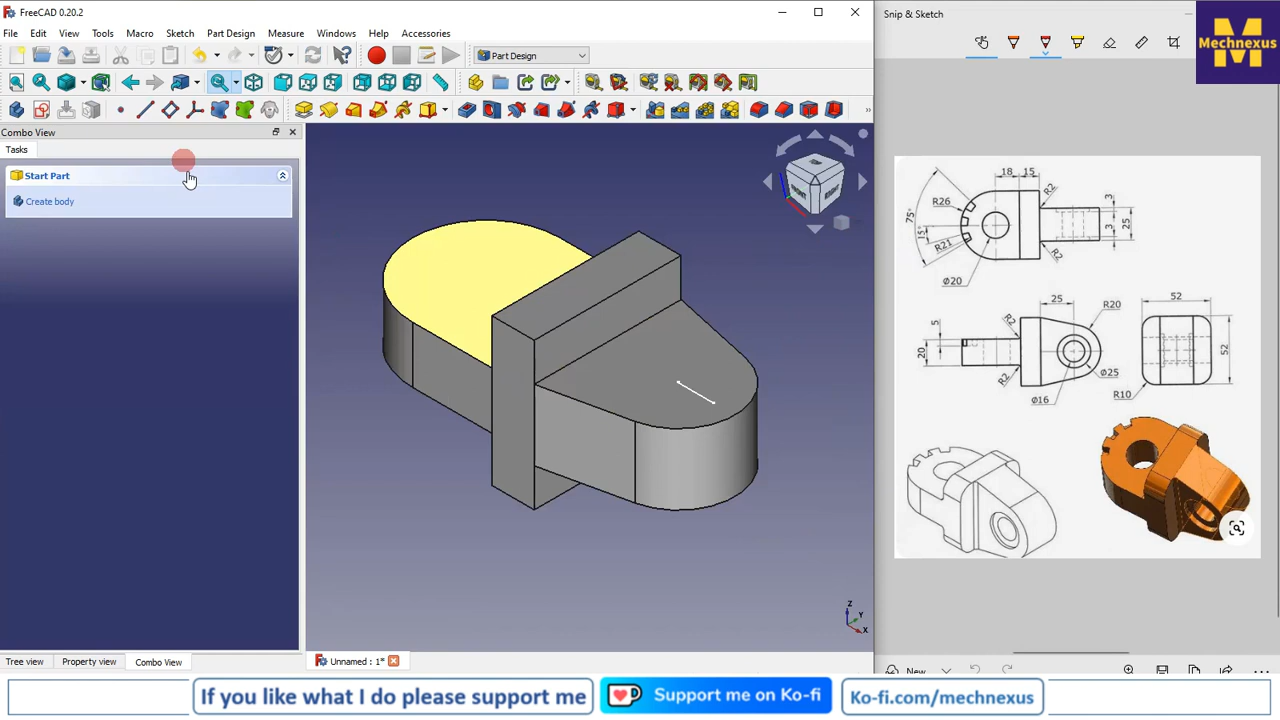 FreeCAD 0.20.2
Snip & Sketch
Mechnexus
File Edit View Tools Macro Sketch Part Design Measure Windows Help Accessories
Part Design
Combo View
Tasks
Start Part
Create body
FRONT RIGHT
Z
Y
X
18 15 R2
R26
75°
15°
R21
3
3
25
R2
Ø20
25
R20
52
R2
5
20
52
R2
Ø25
Ø16
R10
Tree view Property view Combo View
Unnamed : 1*
New
If you like what I do please support me
Support me on Ko-fi
Ko-fi.com/mechnexus